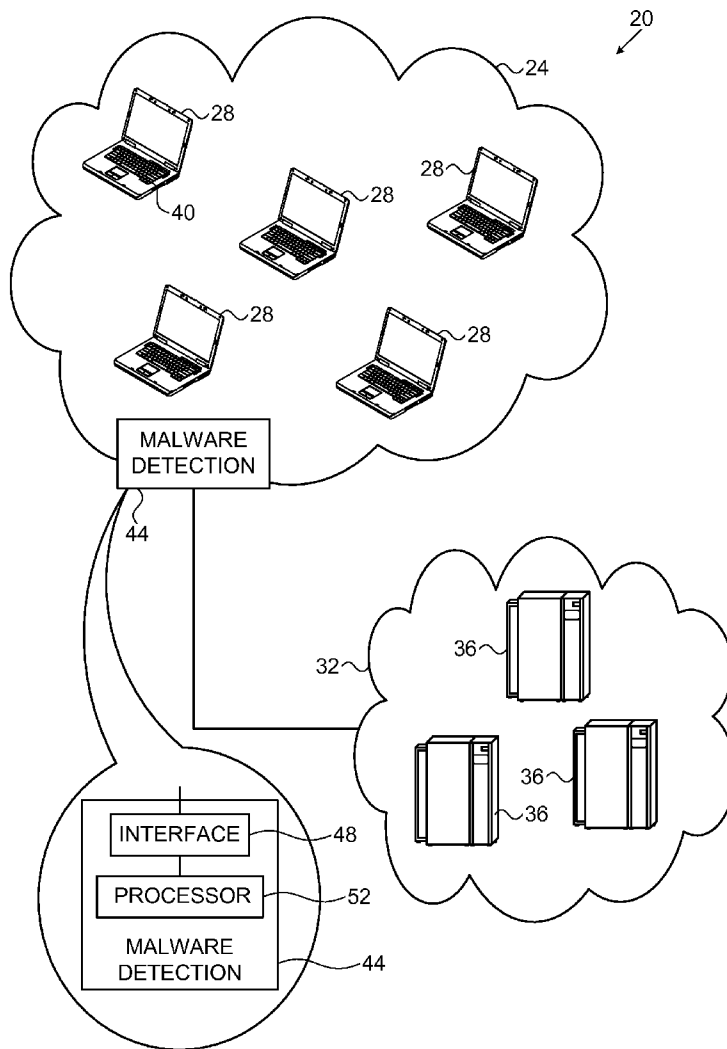 20
24
28
28
28
40
28
28
MALWARE
DETECTION
44
32
36
36
36
INTERFACE
48
PROCESSOR
52
MALWARE
DETECTION
44